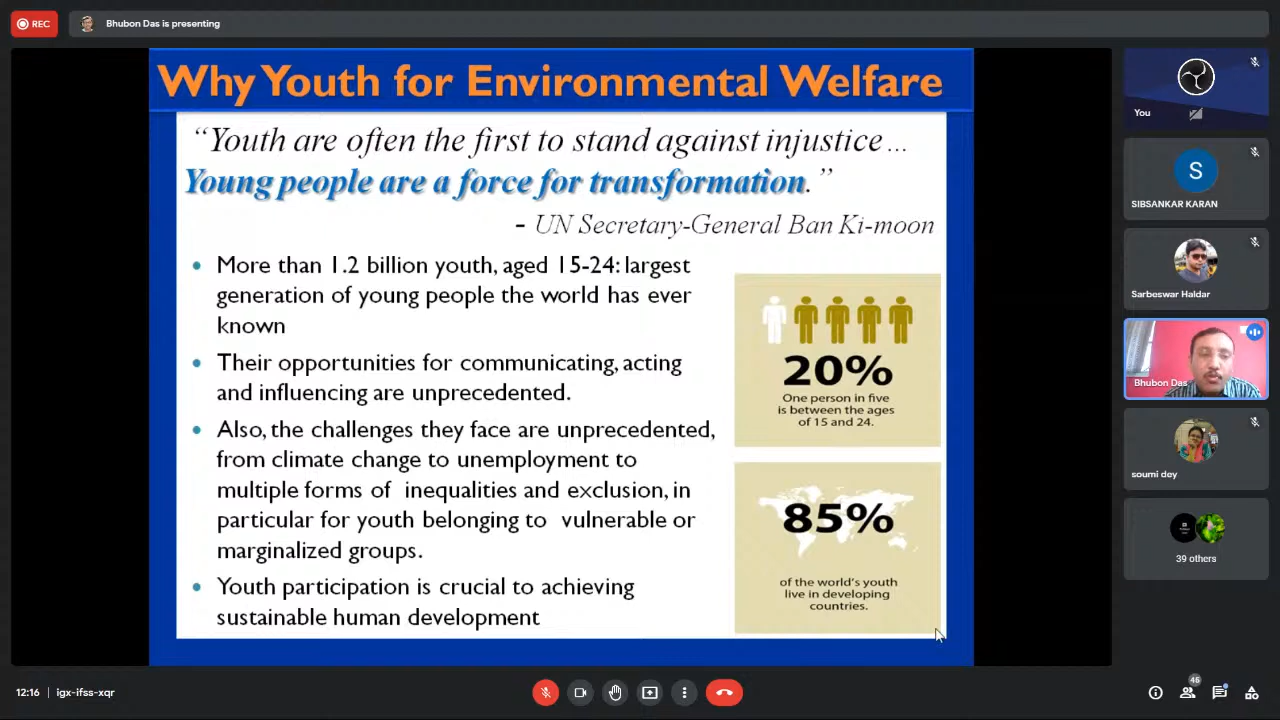 REC
Bhubon Das is presenting
Why Youth for Environmental Welfare
“Youth are often the first to stand against injustice...
Young people are a force for transformation.”
- UN Secretary-General Ban Ki-moon
• More than 1.2 billion youth, aged 15-24: largest
generation of young people the world has ever
known
• Their opportunities for communicating, acting
and influencing are unprecedented.
• Also, the challenges they face are unprecedented,
from climate change to unemployment to
multiple forms of inequalities and exclusion, in
particular for youth belonging to vulnerable or
marginalized groups.
• Youth participation is crucial to achieving
sustainable human development
20%
One person in five
is between the ages
of 15 and 24.
85%
of the world's youth
live in developing
countries.
You
S
SIBSANKAR KARAN
Sarbeswar Haldar
Bhubon Das
soumi dey
39 others
12:16 | igx-ifss-xqr
46